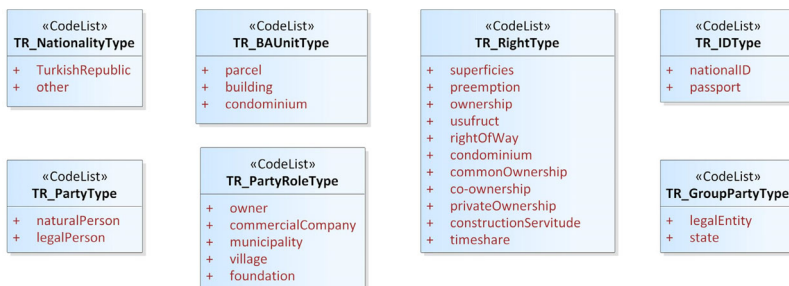 «CodeList»
TR_NationalityType
+ TurkishRepublic
+ other
«CodeList»
TR_BAUnitType
+ parcel
+ building
+ condominium
«CodeList»
TR_RightType
+ superficies
+ preemption
+ ownership
+ usufruct
+ rightOfWay
+ condominium
+ commonOwnership
+ co-ownership
+ privateOwnership
+ constructionServitude
+ timeshare
«CodeList»
TR_IDType
+ nationalID
+ passport
«CodeList»
TR_PartyType
+ naturalPerson
+ legalPerson
«CodeList»
TR_PartyRoleType
+ owner
+ commercialCompany
+ municipality
+ village
+ foundation
«CodeList»
TR_GroupPartyType
+ legalEntity
+ state